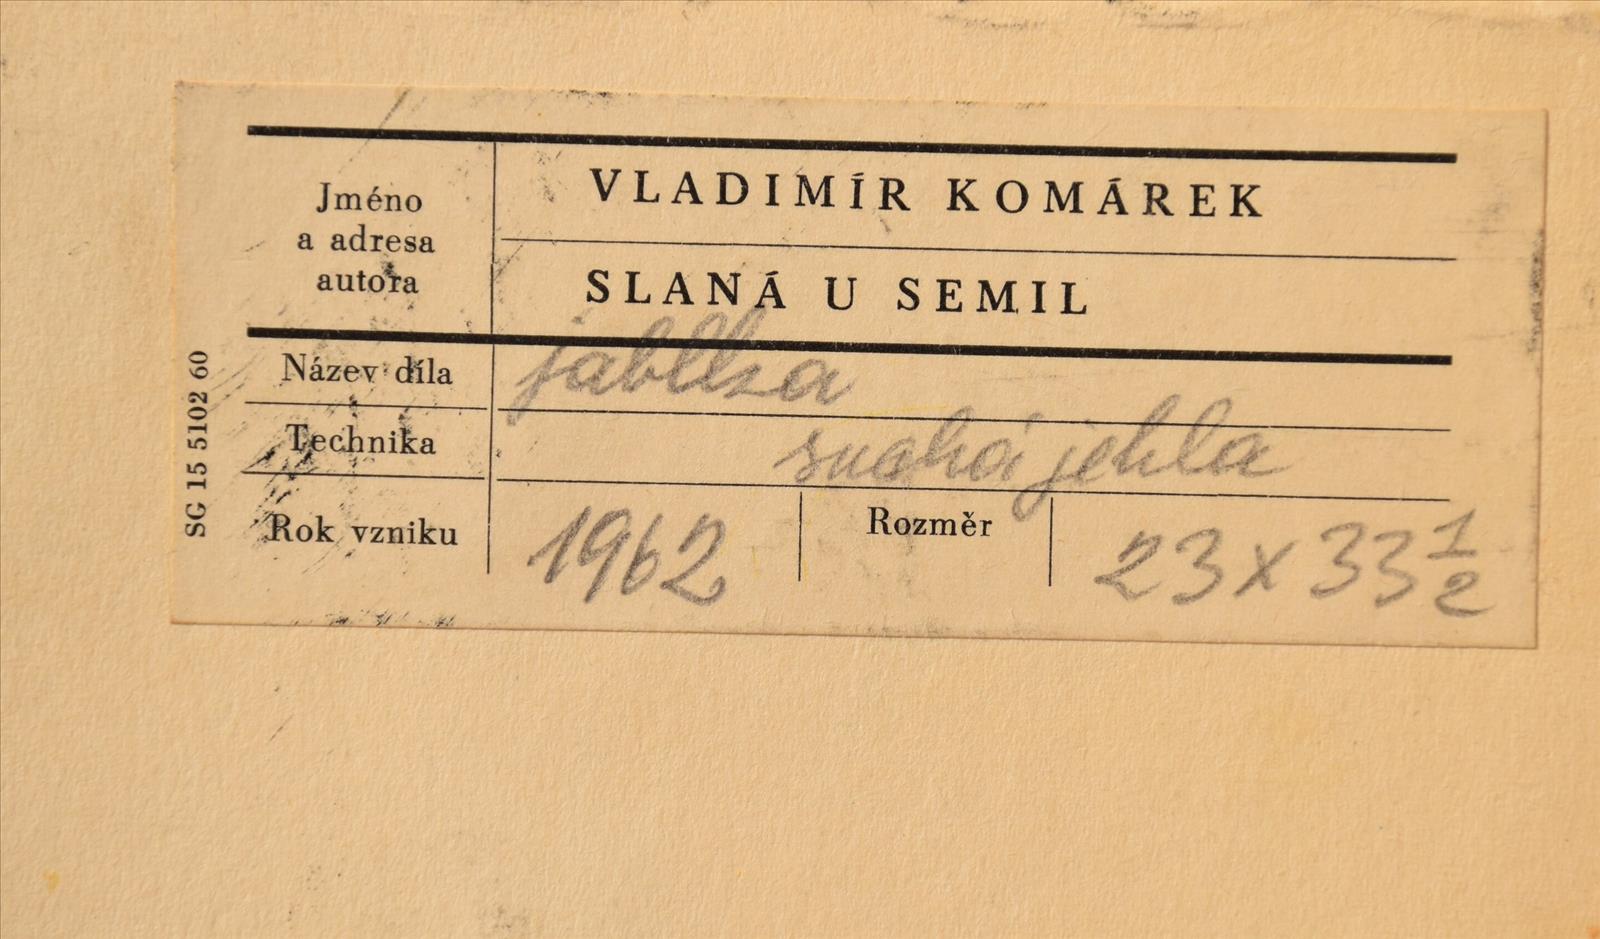 Jméno
a adresa
autora
VLADIMÍR KOMÁREK
SLANÁ U SEMIL
Název díla jablka
Technika suchá jehla
Rok vzniku 1962 Rozměr 23 x 33 1/2
SG 15 5102 60